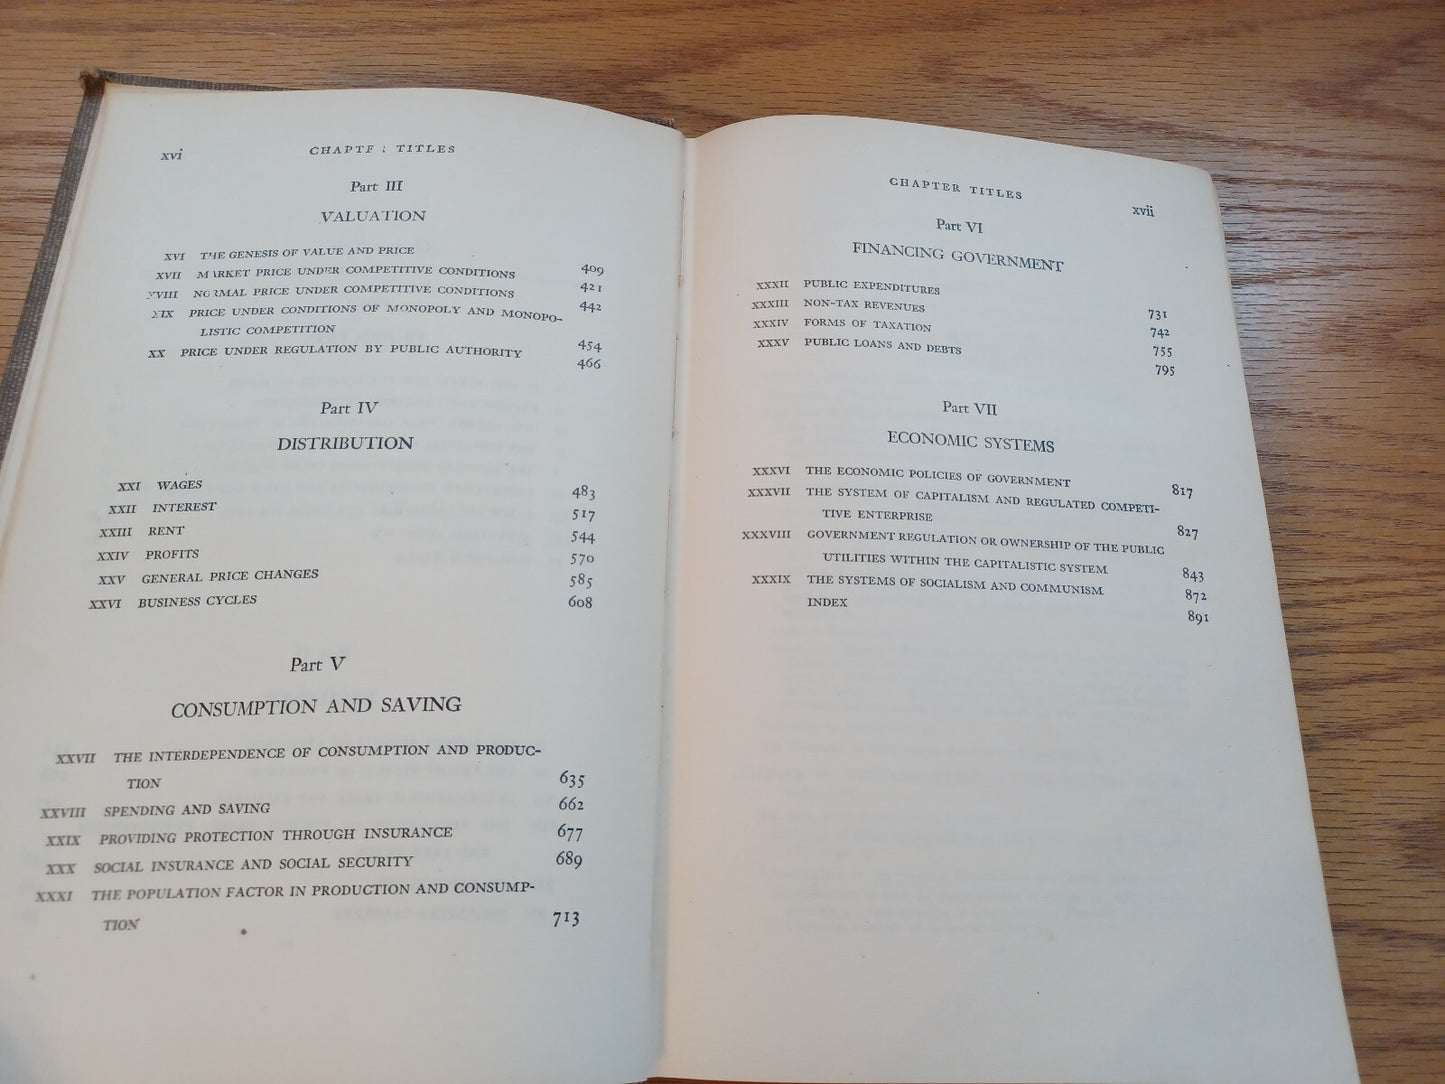 xvi CHAPTE : TITLES
Part III
VALUATION
XVI THE GENESIS OF VALUE AND PRICE 409
XVII MARKET PRICE UNDER COMPETITIVE CONDITIONS 421
XVIII NORMAL PRICE UNDER COMPETITIVE CONDITIONS 442
XIX PRICE UNDER CONDITIONS OF MONOPOLY AND MONOPO-
LISTIC COMPETITION 454
XX PRICE UNDER REGULATION BY PUBLIC AUTHORITY 466
Part IV
DISTRIBUTION
XXI WAGES 483
XXII INTEREST 517
XXIII RENT 544
XXIV PROFITS 570
XXV GENERAL PRICE CHANGES 585
XXVI BUSINESS CYCLES 608
Part V
CONSUMPTION AND SAVING
XXVII THE INTERDEPENDENCE OF CONSUMPTION AND PRODUC-
TION 635
XXVIII SPENDING AND SAVING 662
XXIX PROVIDING PROTECTION THROUGH INSURANCE 677
XXX SOCIAL INSURANCE AND SOCIAL SECURITY 689
XXXI THE POPULATION FACTOR IN PRODUCTION AND CONSUMP-
TION 713
CHAPTER TITLES xvii
Part VI
FINANCING GOVERNMENT
XXXII PUBLIC EXPENDITURES 731
XXXIII NON-TAX REVENUES 742
XXXIV FORMS OF TAXATION 755
XXXV PUBLIC LOANS AND DEBTS 795
Part VII
ECONOMIC SYSTEMS
XXXVI THE ECONOMIC POLICIES OF GOVERNMENT 817
XXXVII THE SYSTEM OF CAPITALISM AND REGULATED COMPETI-
TIVE ENTERPRISE 827
XXXVIII GOVERNMENT REGULATION OR OWNERSHIP OF THE PUBLIC
UTILITIES WITHIN THE CAPITALISTIC SYSTEM 843
XXXIX THE SYSTEMS OF SOCIALISM AND COMMUNISM 872
INDEX 891